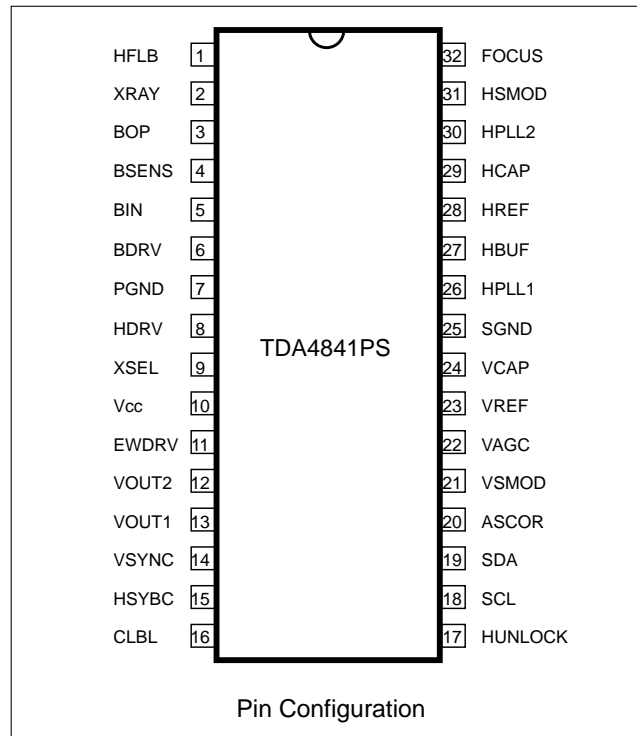 HFLB 1 32 FOCUS
XRAY 2 31 HSMOD
BOP 3 30 HPLL2
BSENS 4 29 HCAP
BIN 5 28 HREF
BDRV 6 27 HBUF
PGND 7 26 HPLL1
HDRV 8 25 SGND
TDA4841PS
XSEL 9 24 VCAP
Vcc 10 23 VREF
EWDRV 11 22 VAGC
VOUT2 12 21 VSMOD
VOUT1 13 20 ASCOR
VSYNC 14 19 SDA
HSYBC 15 18 SCL
CLBL 16 17 HUNLOCK
Pin Configuration